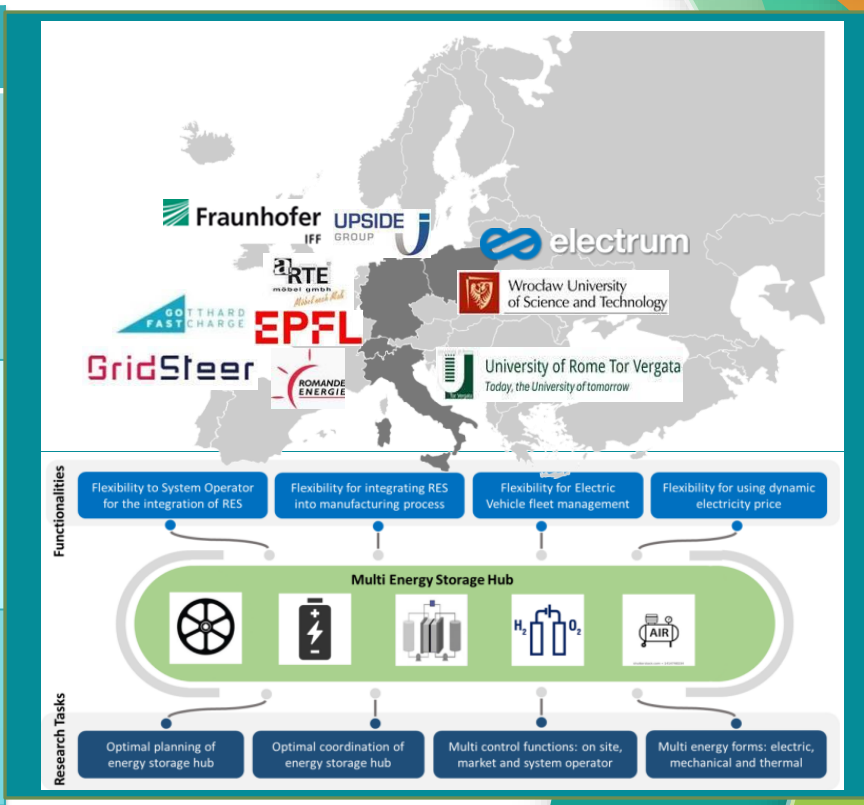 Fraunhofer
IFF
UPSIDE
GROUP
electrum
aRTE
möbel gmbh
Möbel nach Maß
Wrocław University
of Science and Technology
GOTTHARD
FASTCHARGE
EPFL
GridSteer
ROMANDE
ENERGIE
Tor Vergata
University of Rome Tor Vergata
Today, the University of tomorrow
Functionalities
Flexibility to System Operator
for the integration of RES
Flexibility for integrating RES
into manufacturing process
Flexibility for Electric
Vehicle fleet management
Flexibility for using dynamic
electricity price
Multi Energy Storage Hub
H2
O2
AIR
Research Tasks
Optimal planning of
energy storage hub
Optimal coordination of
energy storage hub
Multi control functions: on site,
market and system operator
Multi energy forms: electric,
mechanical and thermal